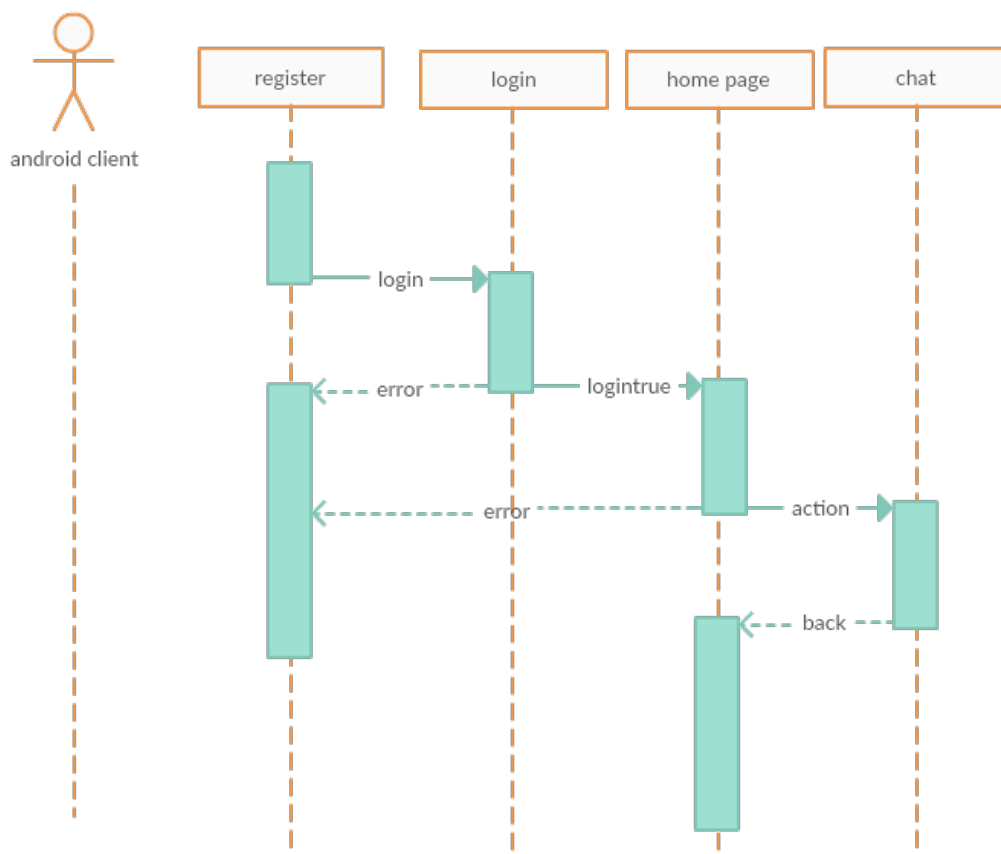 android client
register
login
home page
chat
login
error
logintrue
error
action
back